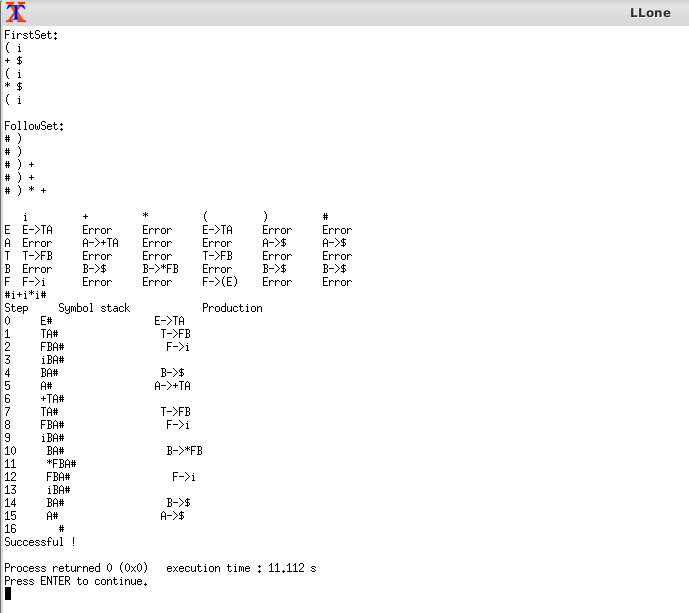 LLone
FirstSet:
( i
+ $
( i
* $
( i
FollowSet:
# )
# )
# ) +
# ) +
# ) * +
i + * ( ) #
E E->TA Error Error E->TA Error Error
A Error A->+TA Error Error A->$ A->$
T T->FB Error Error T->FB Error Error
B Error B->$ B->*FB Error B->$ B->$
F F->i Error Error F->(E) Error Error
#i+i*i#
Step Symbol stack Production
0 E# E->TA
1 TA# T->FB
2 FBA# F->i
3 iBA#
4 BA# B->$
5 A# A->+TA
6 +TA#
7 TA# T->FB
8 FBA# F->i
9 iBA#
10 BA# B->*FB
11 *FBA#
12 FBA# F->i
13 iBA#
14 BA# B->$
15 A# A->$
16 #
Successful !
Process returned 0 (0x0) execution time : 11.112 s
Press ENTER to continue.